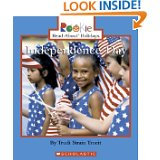 Rookie
Read-About® Holidays
Independence Day
By Trudi Strain Trueit
SCHOLASTIC